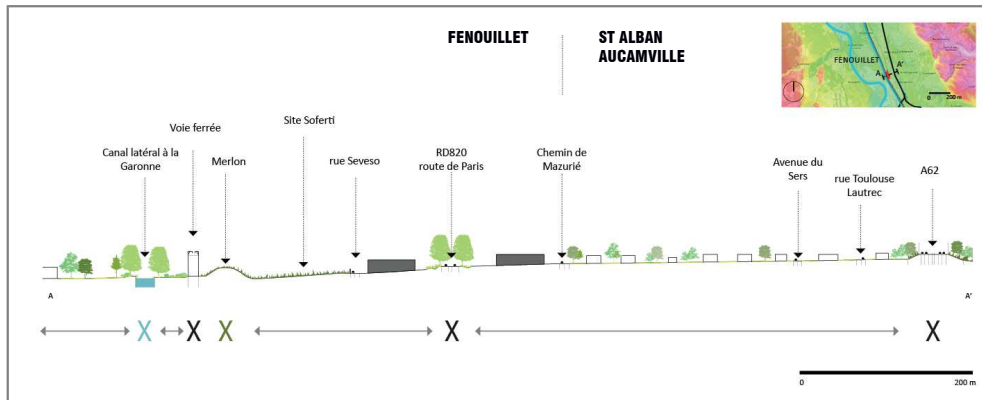 FENOUILLET
ST ALBAN
AUCAMVILLE
FENOUILLET
A'
A
200 m
Voie ferrée
Site Soferti
Canal latéral à la
Garonne
Merlon
rue Seveso
RD820
route de Paris
Chemin de
Mazurié
Avenue du
Sers
rue Toulouse
Lautrec
A62
A
A'
X
X
X
X
X
0
200 m